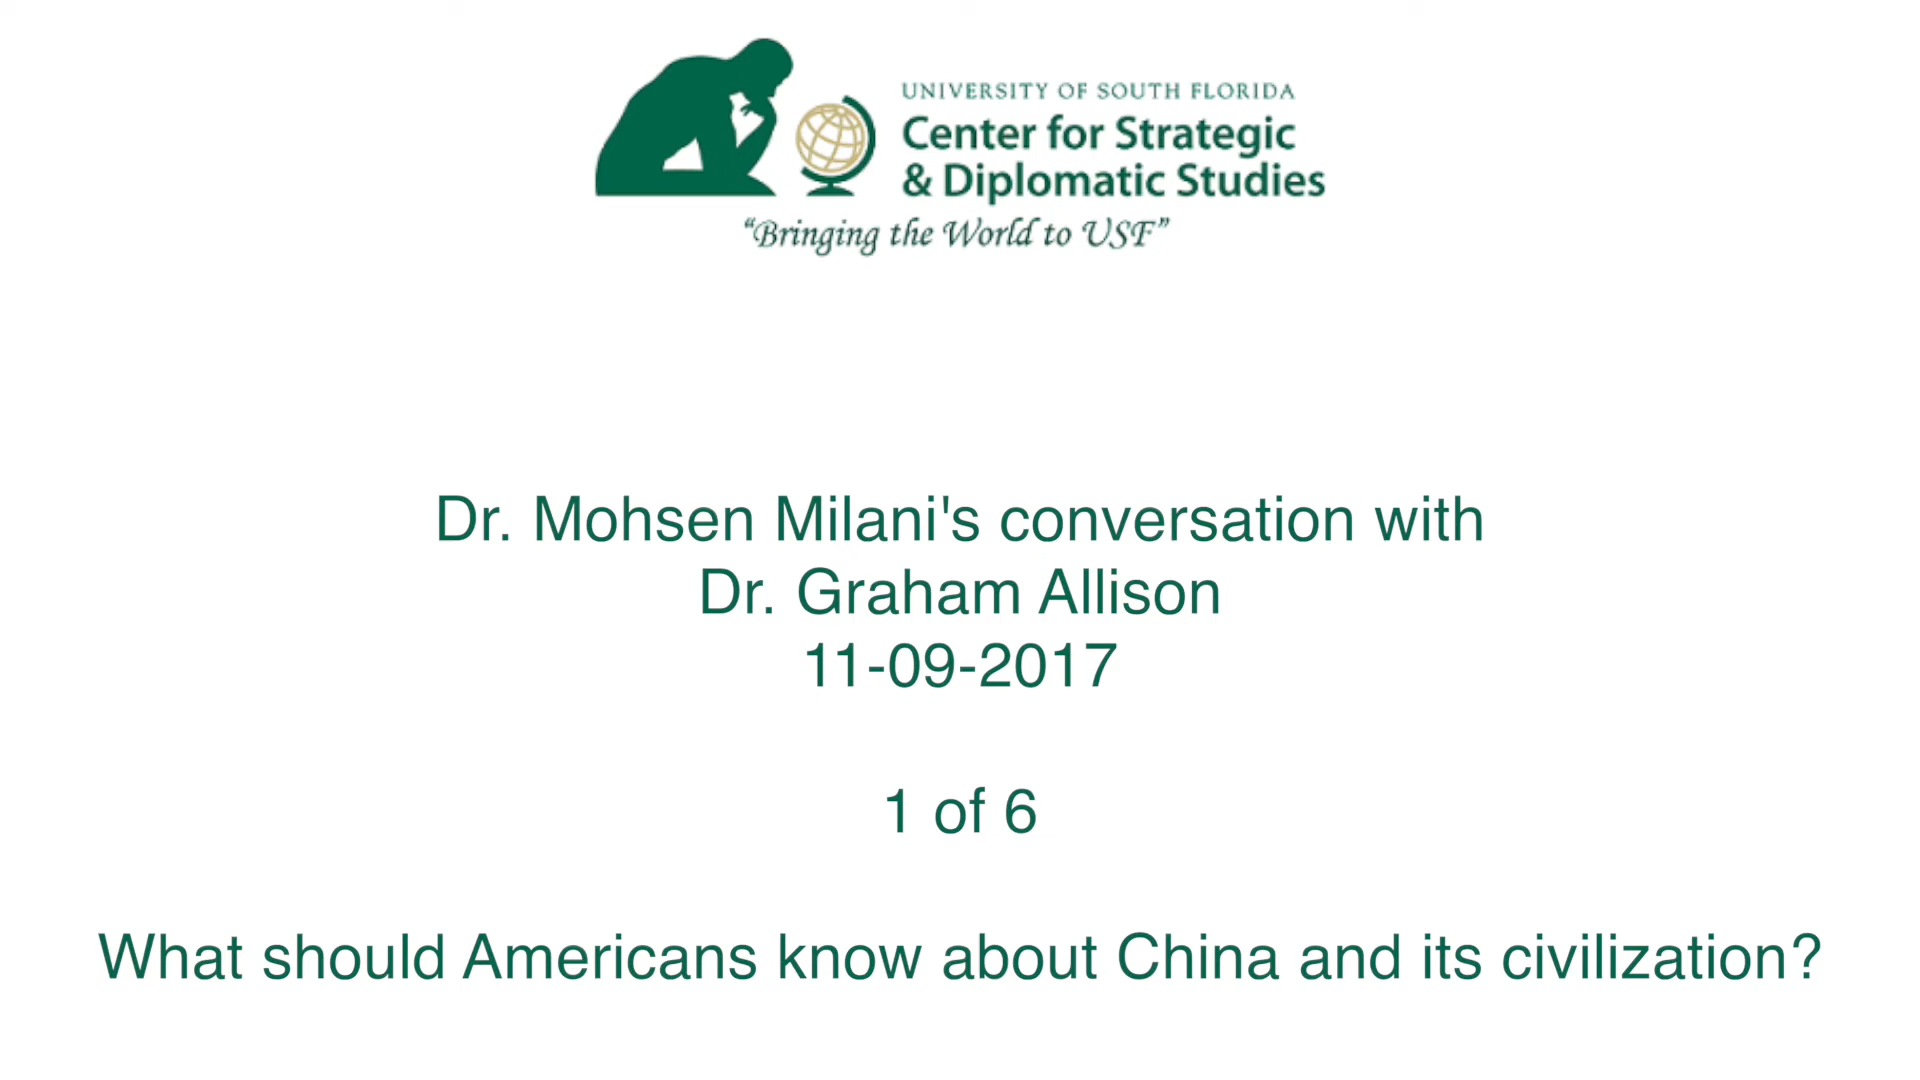 UNIVERSITY OF SOUTH FLORIDA
Center for Strategic
& Diplomatic Studies
“Bringing the World to USF”
Dr. Mohsen Milani's conversation with
Dr. Graham Allison
11-09-2017
1 of 6
What should Americans know about China and its civilization?